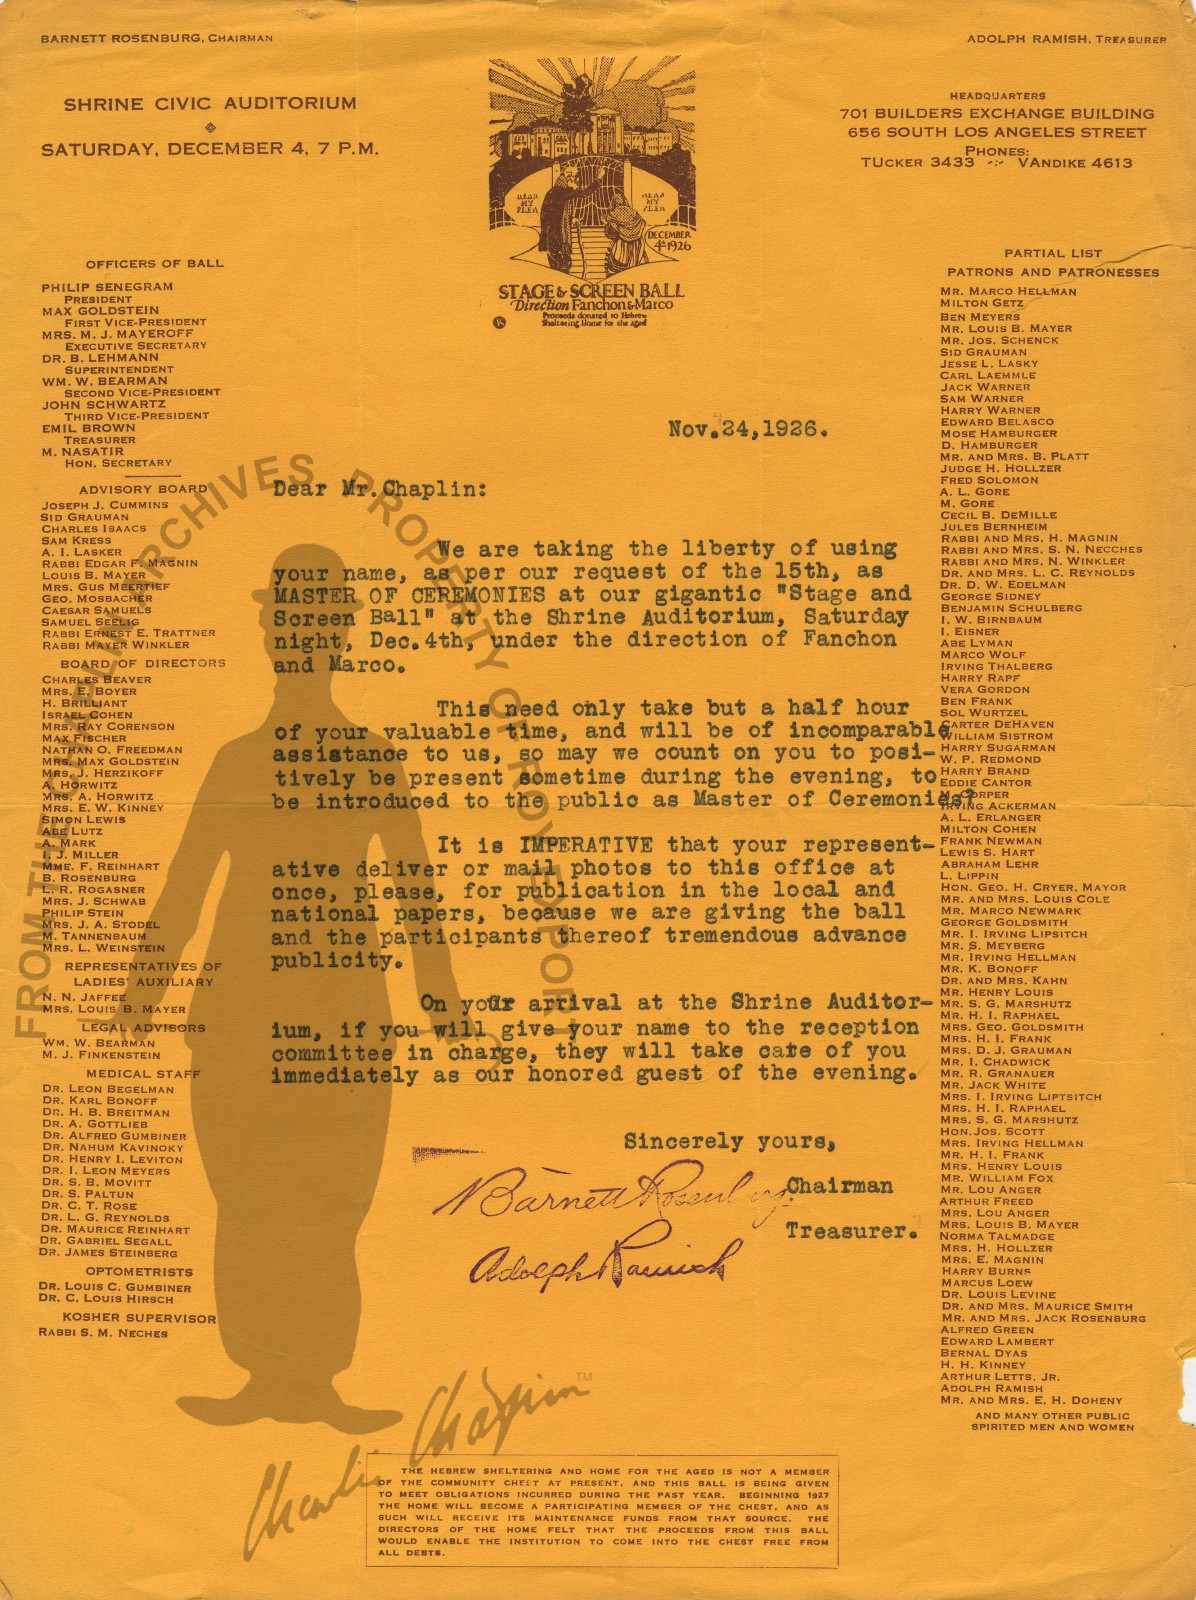 BARNETT ROSENBURG, CHAIRMAN
ADOLPH RAMISH, TREASURER
SHRINE CIVIC AUDITORIUM
SATURDAY, DECEMBER 4, 7 P.M.
HEAR
MY
PLEA
HEAR
MY
PLEA
DECEMBER
4th 1926
STAGE & SCREEN BALL
Direction Fanchon & Marco
Proceeds donated to Hebrew
Sheltering Home for the aged
HEADQUARTERS
701 BUILDERS EXCHANGE BUILDING
656 SOUTH LOS ANGELES STREET
PHONES:
TUCKER 3433 VANDIKE 4613
OFFICERS OF BALL
PHILIP SENEGRAM
PRESIDENT
MAX GOLDSTEIN
FIRST VICE-PRESIDENT
MRS. M. J. MAYEROFF
EXECUTIVE SECRETARY
DR. B. LEHMANN
SUPERINTENDENT
WM. W. BEARMAN
SECOND VICE-PRESIDENT
JOHN SCHWARTZ
THIRD VICE-PRESIDENT
EMIL BROWN
TREASURER
M. NASATIR
HON. SECRETARY
ADVISORY BOARD
JOSEPH J. CUMMINS
SID GRAUMAN
CHARLES ISAACS
SAM KRESS
A. I. LASKER
RABBI EDGAR F. MAGNIN
LOUIS B. MAYER
MRS. GUS MEERTIEF
GEO. MOSBACHER
CAESAR SAMUELS
SAMUEL SEELIG
RABBI ERNEST E. TRATTNER
RABBI MAYER WINKLER
BOARD OF DIRECTORS
CHARLES BEAVER
MRS. E. BOYER
H. BRILLIANT
ISRAEL COHEN
MRS. RAY CORENSON
MAX FISCHER
NATHAN O. FREEDMAN
MRS. MAX GOLDSTEIN
MRS. J. HERZIKOFF
A. HORWITZ
MRS. A. HORWITZ
MRS. E. W. KINNEY
SIMON LEWIS
ABE LUTZ
A. MARK
I. J. MILLER
MME. F. REINHART
B. ROSENBURG
L. R. ROGASNER
MRS. J. SCHWAB
PHILIP STEIN
MRS. J. A. STODEL
M. TANNENBAUM
MRS. L. WEINSTEIN
REPRESENTATIVES OF
LADIES' AUXILIARY
N. N. JAFFEE
MRS. LOUIS B. MAYER
LEGAL ADVISORS
WM. W. BEARMAN
M. J. FINKENSTEIN
MEDICAL STAFF
DR. LEON BEGELMAN
DR. KARL BONOFF
DR. H. B. BREITMAN
DR. A. GOTTLIEB
DR. ALFRED GUMBINER
DR. NAHUM KAVINOKY
DR. HENRY I. LEVITON
DR. I. LEON MEYERS
DR. S. B. MOVITT
DR. S. PALTUN
DR. C. T. ROSE
DR. L. G. REYNOLDS
DR. MAURICE REINHART
DR. GABRIEL SEGALL
DR. JAMES STEINBERG
OPTOMETRISTS
DR. LOUIS C. GUMBINER
DR. C. LOUIS HIRSCH
KOSHER SUPERVISOR
RABBI S. M. NECHES
Nov.24,1926.
Dear Mr.Chaplin:
We are taking the liberty of using
your name, as per our request of the 15th, as
MASTER OF CEREMONIES at our gigantic "Stage and
Screen Ball" at the Shrine Auditorium, Saturday
night, Dec.4th, under the direction of Fanchon
and Marco.
This need only take but a half hour
of your valuable time, and will be of incomparable
assistance to us, so may we count on you to posi-
tively be present sometime during the evening, to
be introduced to the public as Master of Ceremonies?
It is IMPERATIVE that your represent-
ative deliver or mail photos to this office at
once, please, for publication in the local and
national papers, because we are giving the ball
and the participants thereof tremendous advance
publicity.
On your arrival at the Shrine Auditor-
ium, if you will give your name to the reception
committee in charge, they will take care of you
immediately as our honored guest of the evening.
Sincerely yours,
Barnett Rosenburg. Chairman
Treasurer.
Adolph Ramish
PARTIAL LIST
PATRONS AND PATRONESSES
MR. MARCO HELLMAN
MILTON GETZ
BEN MEYERS
MR. LOUIS B. MAYER
MR. JOS. SCHENCK
SID GRAUMAN
JESSE L. LASKY
CARL LAEMMLE
JACK WARNER
SAM WARNER
HARRY WARNER
EDWARD BELASCO
MOSE HAMBURGER
D. HAMBURGER
MR. AND MRS. B. PLATT
JUDGE H. HOLLZER
FRED SOLOMON
A. L. GORE
M. GORE
CECIL B. DEMILLE
JULES BERNHEIM
RABBI AND MRS. H. MAGNIN
RABBI AND MRS. S. N. NECCHES
RABBI AND MRS. N. WINKLER
DR. AND MRS. L. C. REYNOLDS
DR. D. W. EDELMAN
GEORGE SIDNEY
BENJAMIN SCHULBERG
I. W. BIRNBAUM
I. EISNER
ABE LYMAN
MARCO WOLF
IRVING THALBERG
HARRY RAPF
VERA GORDON
BEN FRANK
SOL WURTZEL
CARTER DEHAVEN
WILLIAM SISTROM
HARRY SUGARMAN
W. P. REDMOND
HARRY BRAND
EDDIE CANTOR
IRVING ACKERMAN
A. L. ERLANGER
MILTON COHEN
FRANK NEWMAN
LEWIS S. HART
ABRAHAM LEHR
L. LIPPIN
HON. GEO. H. CRYER, MAYOR
MR. AND MRS. LOUIS COLE
MR. MARCO NEWMARK
GEORGE GOLDSMITH
MR. I. IRVING LIPSITCH
MR. S. MEYBERG
MR. IRVING HELLMAN
MR. K. BONOFF
DR. AND MRS. KAHN
MR. HENRY LOUIS
MR. S. G. MARSHUTZ
MR. H. I. RAPHAEL
MRS. GEO. GOLDSMITH
MRS. H. I. FRANK
MRS. D. J. GRAUMAN
MR. I. CHADWICK
MR. R. GRANAUER
MR. JACK WHITE
MRS. I. IRVING LIPTSITCH
MRS. H. I. RAPHAEL
MRS. S. G. MARSHUTZ
HON. JOS. SCOTT
MRS. IRVING HELLMAN
MR. H. I. FRANK
MRS. HENRY LOUIS
MR. WILLIAM FOX
MR. LOU ANGER
ARTHUR FREED
MRS. LOU ANGER
MRS. LOUIS B. MAYER
NORMA TALMADGE
MRS. H. HOLLZER
MRS. E. MAGNIN
HARRY BURNS
MARCUS LOEW
DR. LOUIS LEVINE
DR. AND MRS. MAURICE SMITH
MR. AND MRS. JACK ROSENBURG
ALFRED GREEN
EDWARD LAMBERT
BERNAL DYAS
H. H. KINNEY
ARTHUR LETTS, JR.
ADOLPH RAMISH
MR. AND MRS. E. H. DOHENY
AND MANY OTHER PUBLIC
SPIRITED MEN AND WOMEN
FROM THE CHAPLIN ARCHIVES PROPERTY OF ROY EXPORT
Charlie Chaplin TM
THE HEBREW SHELTERING AND HOME FOR THE AGED IS NOT A MEMBER
OF THE COMMUNITY CHEST AT PRESENT, AND THIS BALL IS BEING GIVEN
TO MEET OBLIGATIONS INCURRED DURING THE PAST YEAR. BEGINNING 1927
THE HOME WILL BECOME A PARTICIPATING MEMBER OF THE CHEST, AND AS
SUCH WILL RECEIVE ITS MAINTENANCE FUNDS FROM THAT SOURCE. THE
DIRECTORS OF THE HOME FELT THAT THE PROCEEDS FROM THIS BALL
WOULD ENABLE THE INSTITUTION TO COME INTO THE CHEST FREE FROM
ALL DEBTS.